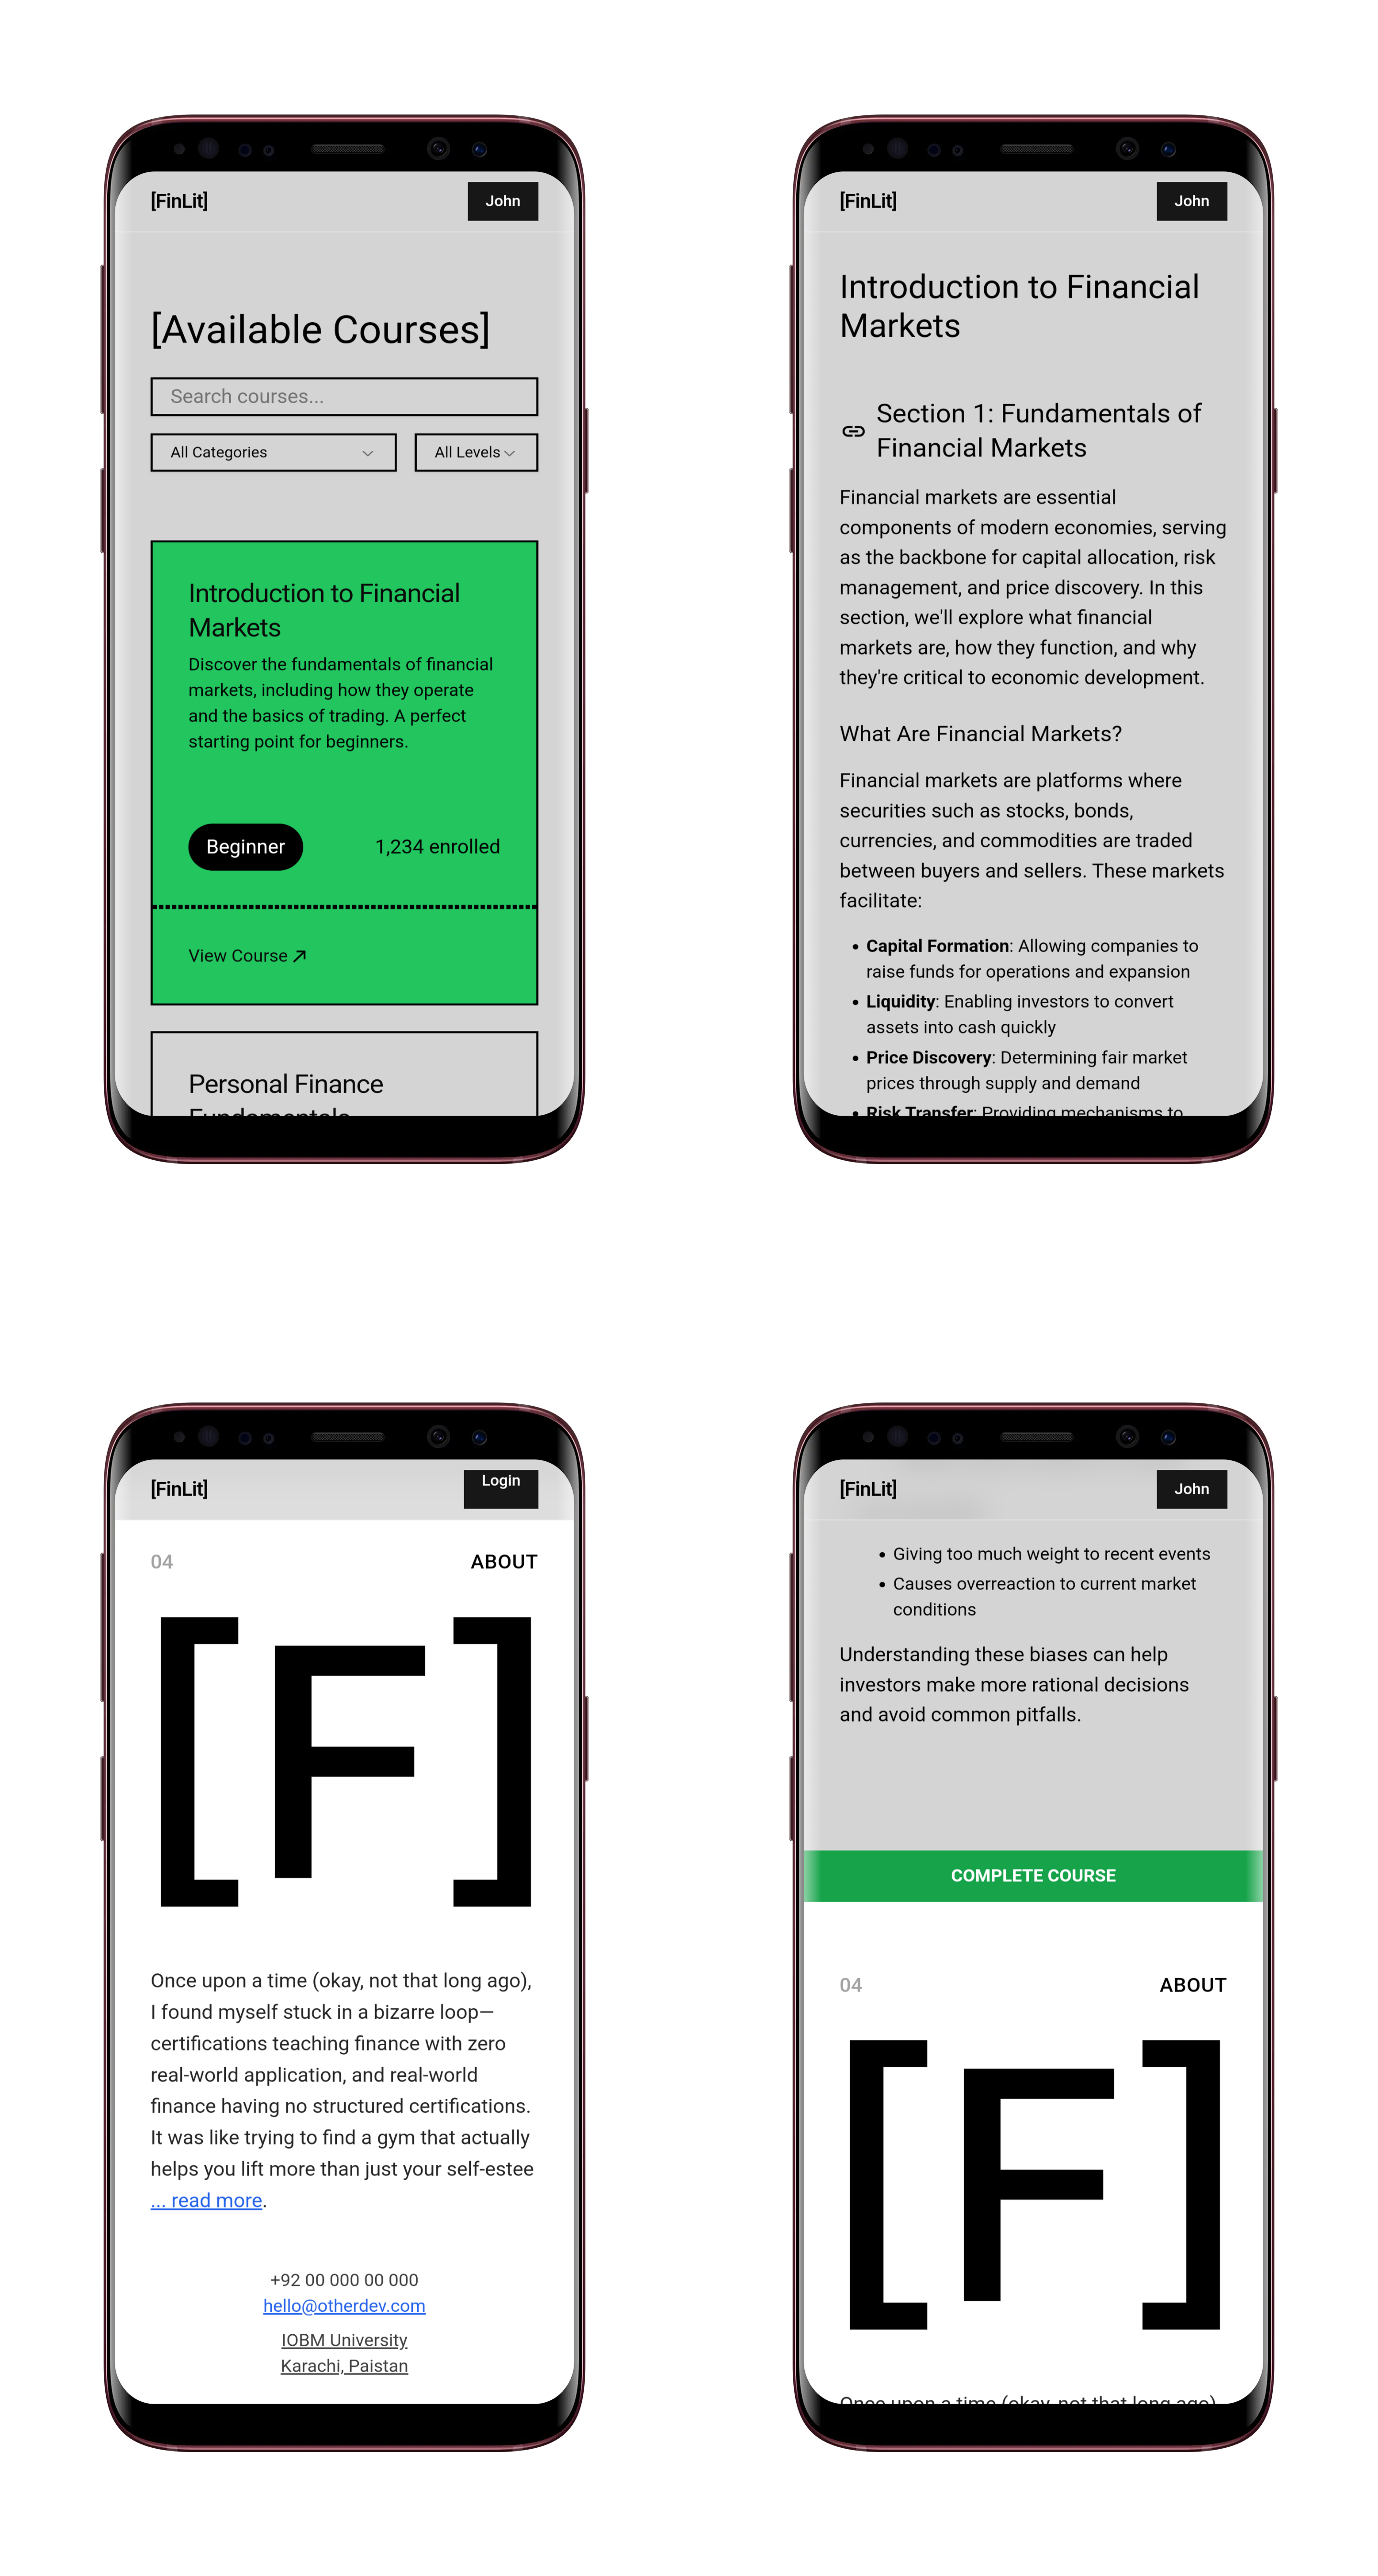 [FinLit]
John
[Available Courses]
Search courses...
All Categories
All Levels
Introduction to Financial
Markets
Discover the fundamentals of financial
markets, including how they operate
and the basics of trading. A perfect
starting point for beginners.
Beginner
1,234 enrolled
View Course
Personal Finance
Fundamentals
[FinLit]
John
Introduction to Financial
Markets
Section 1: Fundamentals of
Financial Markets
Financial markets are essential
components of modern economies, serving
as the backbone for capital allocation, risk
management, and price discovery. In this
section, we'll explore what financial
markets are, how they function, and why
they're critical to economic development.
What Are Financial Markets?
Financial markets are platforms where
securities such as stocks, bonds,
currencies, and commodities are traded
between buyers and sellers. These markets
facilitate:
• Capital Formation: Allowing companies to
raise funds for operations and expansion
• Liquidity: Enabling investors to convert
assets into cash quickly
• Price Discovery: Determining fair market
prices through supply and demand
• Risk Transfer: Providing mechanisms to
[FinLit]
Login
04
ABOUT
[F]
Once upon a time (okay, not that long ago),
I found myself stuck in a bizarre loop—
certifications teaching finance with zero
real-world application, and real-world
finance having no structured certifications.
It was like trying to find a gym that actually
helps you lift more than just your self-estee
... read more.
+92 00 000 00 000
hello@otherdev.com
IOBM University
Karachi, Paistan
[FinLit]
John
• Giving too much weight to recent events
• Causes overreaction to current market
conditions
Understanding these biases can help
investors make more rational decisions
and avoid common pitfalls.
COMPLETE COURSE
04
ABOUT
[F]
Once upon a time (okay, not that long ago),